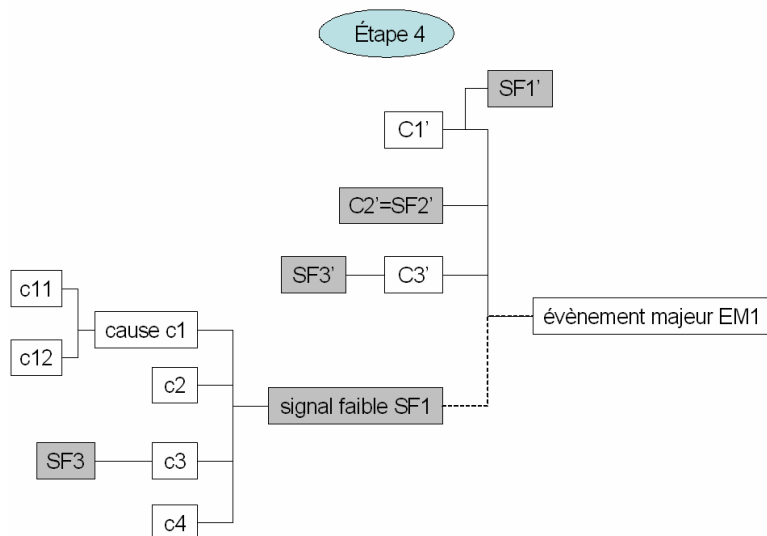 Étape 4
SF1’
C1’
C2’=SF2’
SF3’
C3’
c11
évènement majeur EM1
cause c1
c12
c2
signal faible SF1
SF3
c3
c4